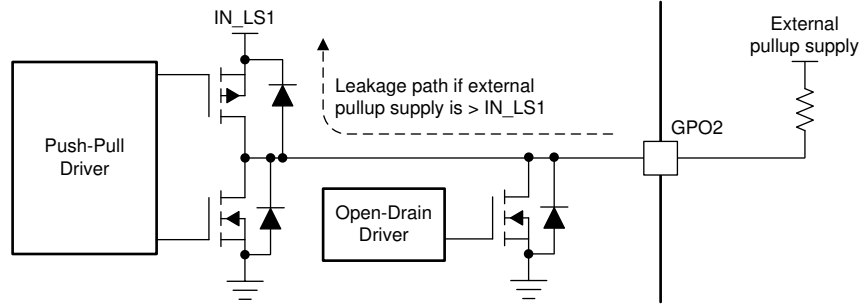 IN_LS1
External
pullup supply
Leakage path if external
pullup supply is > IN_LS1
GPO2
Push-Pull
Driver
Open-Drain
Driver